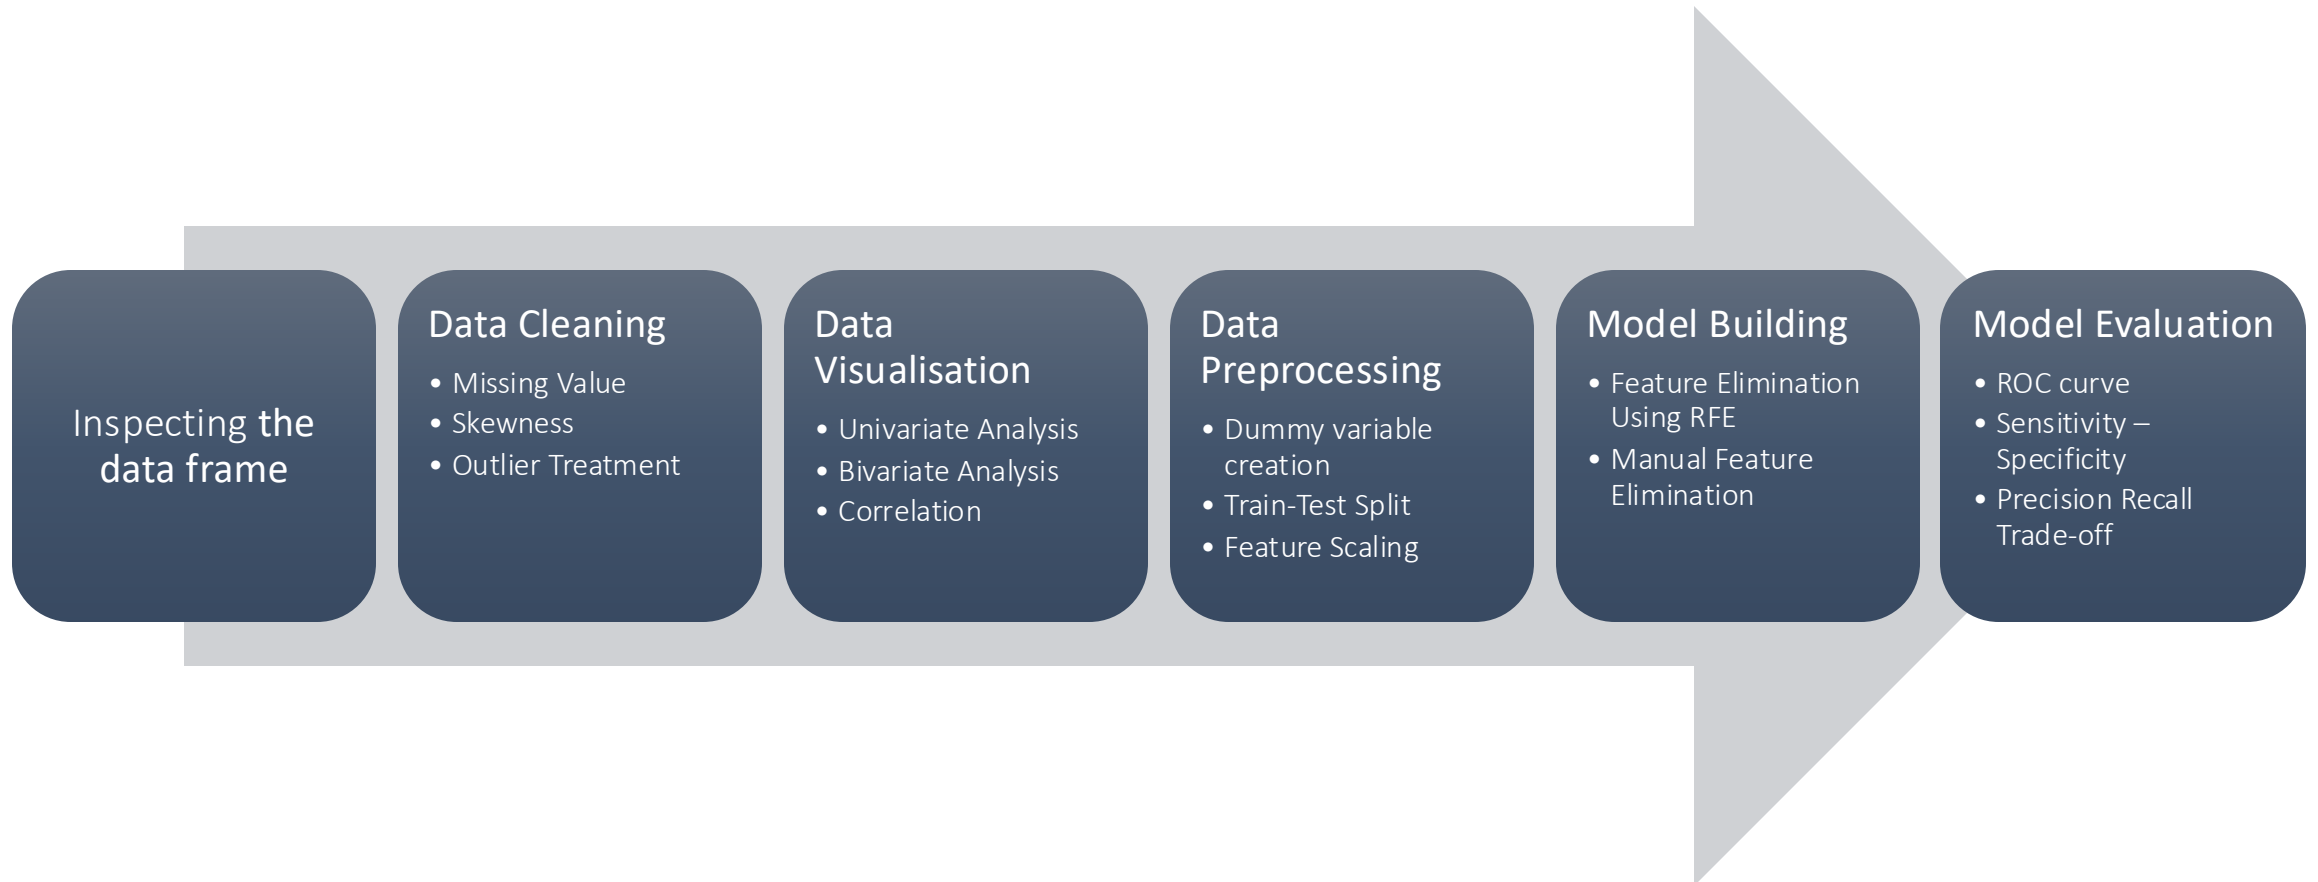 Inspecting the
data frame
Data Cleaning
• Missing Value
• Skewness
• Outlier Treatment
Data
Visualisation
• Univariate Analysis
• Bivariate Analysis
• Correlation
Data
Preprocessing
• Dummy variable
creation
• Train-Test Split
• Feature Scaling
Model Building
• Feature Elimination
Using RFE
• Manual Feature
Elimination
Model Evaluation
• ROC curve
• Sensitivity –
Specificity
• Precision Recall
Trade-off